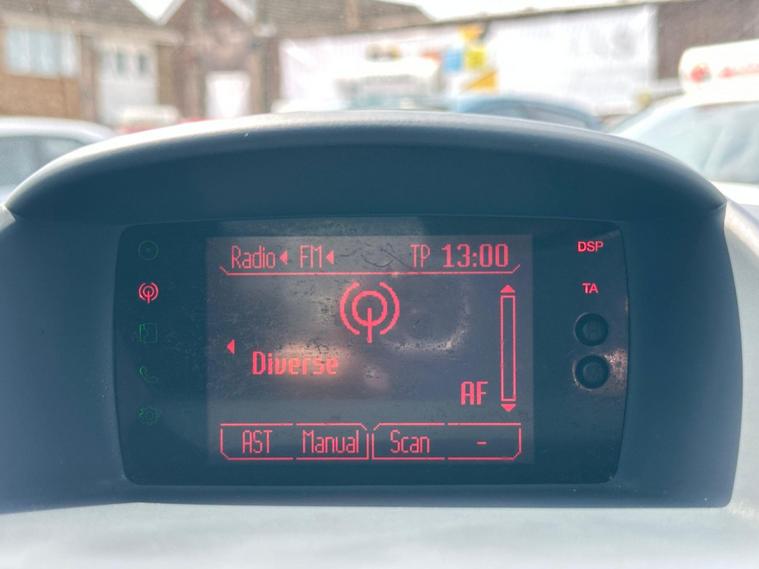 Radio FM TP 13:00
DSP
TA
Diverse
AF
AST Manual Scan -